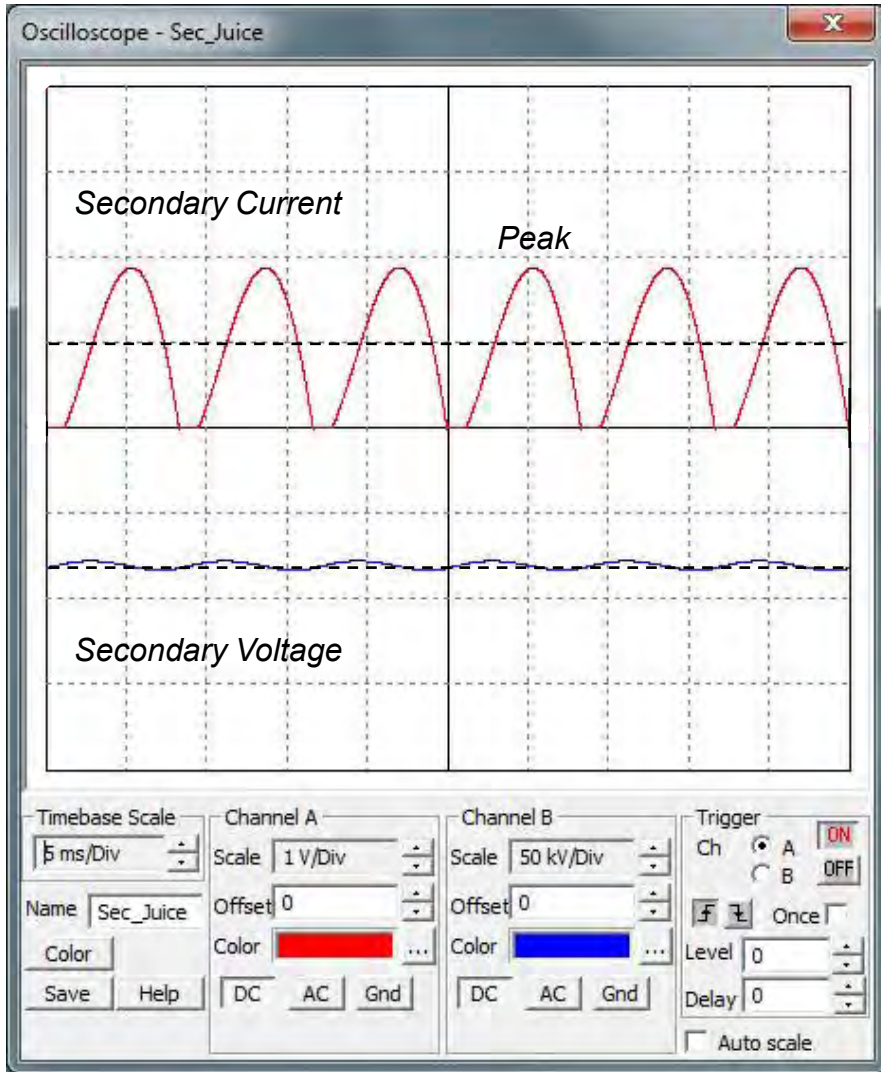 Oscilloscope - Sec_Juice
x
Secondary Current
Peak
Secondary Voltage
Timebase Scale
5 ms/Div
Name Sec_Juice
Color
Save Help
Channel A
Scale 1 V/Div
Offset 0
Color ...
DC AC Gnd
Channel B
Scale 50 kV/Div
Offset 0
Color ...
DC AC Gnd
Trigger
Ch A ON
B OFF
Once
Level 0
Delay 0
Auto scale